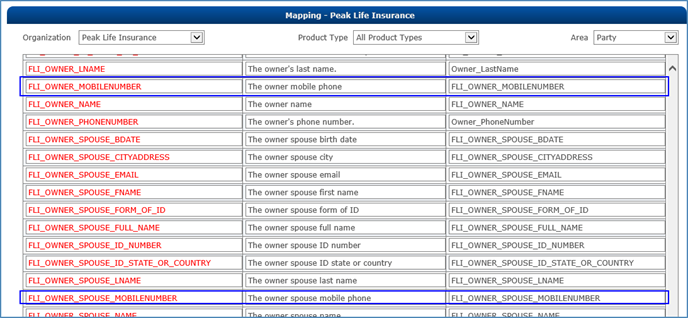 Mapping - Peak Life Insurance
Organization Peak Life Insurance Product Type All Product Types Area Party
FLI_OWNER_LNAME The owner's last name. Owner_LastName
FLI_OWNER_MOBILENUMBER The owner mobile phone FLI_OWNER_MOBILENUMBER
FLI_OWNER_NAME The owner name FLI_OWNER_NAME
FLI_OWNER_PHONENUMBER The owner's phone number. Owner_PhoneNumber
FLI_OWNER_SPOUSE_BDATE The owner spouse birth date FLI_OWNER_SPOUSE_BDATE
FLI_OWNER_SPOUSE_CITYADDRESS The owner spouse city FLI_OWNER_SPOUSE_CITYADDRESS
FLI_OWNER_SPOUSE_EMAIL The owner spouse email FLI_OWNER_SPOUSE_EMAIL
FLI_OWNER_SPOUSE_FNAME The owner spouse first name FLI_OWNER_SPOUSE_FNAME
FLI_OWNER_SPOUSE_FORM_OF_ID The owner spouse form of ID FLI_OWNER_SPOUSE_FORM_OF_ID
FLI_OWNER_SPOUSE_FULL_NAME The owner spouse full name FLI_OWNER_SPOUSE_FULL_NAME
FLI_OWNER_SPOUSE_ID_NUMBER The owner spouse ID number FLI_OWNER_SPOUSE_ID_NUMBER
FLI_OWNER_SPOUSE_ID_STATE_OR_COUNTRY The owner spouse ID state or country FLI_OWNER_SPOUSE_ID_STATE_OR_COUNTRY
FLI_OWNER_SPOUSE_LNAME The owner spouse last name FLI_OWNER_SPOUSE_LNAME
FLI_OWNER_SPOUSE_MOBILENUMBER The owner spouse mobile phone FLI_OWNER_SPOUSE_MOBILENUMBER
FLI_OWNER_SPOUSE_NAME The owner spouse name FLI_OWNER_SPOUSE_NAME